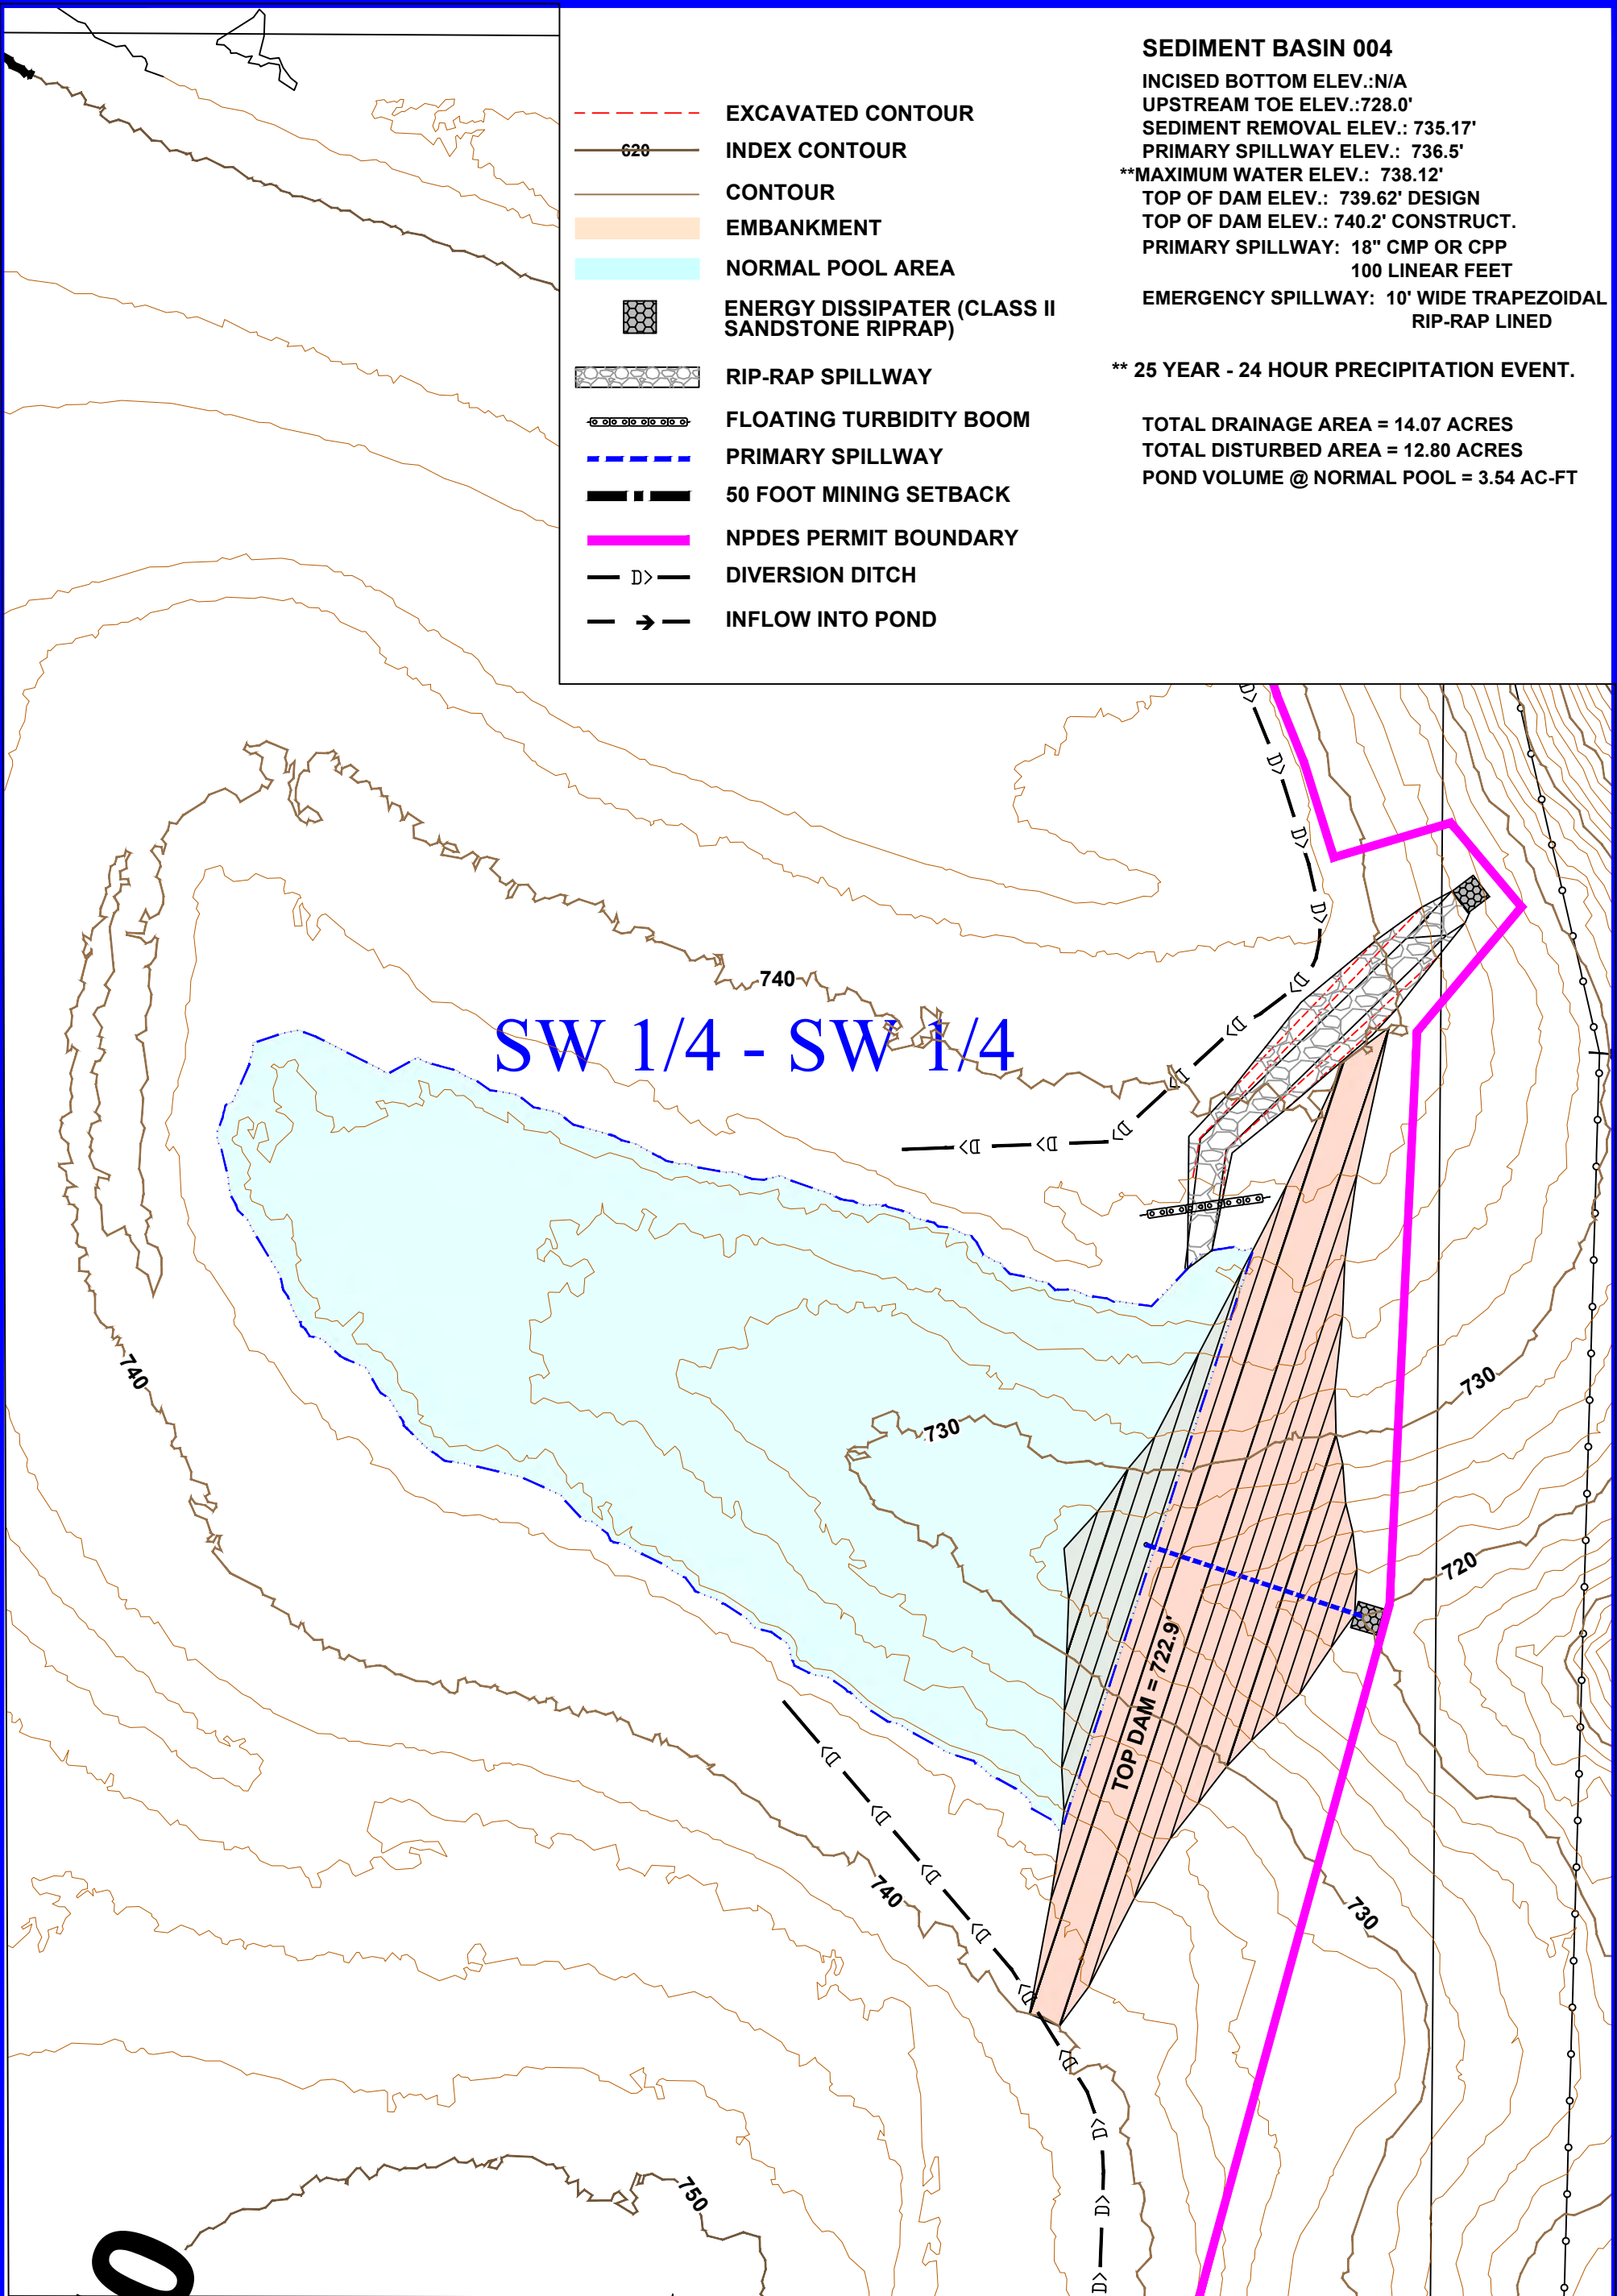 SEDIMENT BASIN 004
INCISED BOTTOM ELEV.:N/A
UPSTREAM TOE ELEV.:728.0'
SEDIMENT REMOVAL ELEV.: 735.17'
PRIMARY SPILLWAY ELEV.: 736.5'
**MAXIMUM WATER ELEV.: 738.12'
TOP OF DAM ELEV.: 739.62' DESIGN
TOP OF DAM ELEV.: 740.2' CONSTRUCT.
PRIMARY SPILLWAY: 18" CMP OR CPP
100 LINEAR FEET
EMERGENCY SPILLWAY: 10' WIDE TRAPEZOIDAL
RIP-RAP LINED
** 25 YEAR - 24 HOUR PRECIPITATION EVENT.
TOTAL DRAINAGE AREA = 14.07 ACRES
TOTAL DISTURBED AREA = 12.80 ACRES
POND VOLUME @ NORMAL POOL = 3.54 AC-FT
EXCAVATED CONTOUR
620 INDEX CONTOUR
CONTOUR
EMBANKMENT
NORMAL POOL AREA
ENERGY DISSIPATER (CLASS II
SANDSTONE RIPRAP)
RIP-RAP SPILLWAY
FLOATING TURBIDITY BOOM
PRIMARY SPILLWAY
50 FOOT MINING SETBACK
NPDES PERMIT BOUNDARY
D> DIVERSION DITCH
INFLOW INTO POND
D>
D>
D>
D>
D>
D>
D>
D>
D>
D>
740
SW 1/4 - SW 1/4
740
730
730
720
TOP DAM = 722.9'
D>
D>
D>
D>
D>
D>
D>
D>
D>
740
730
750
0